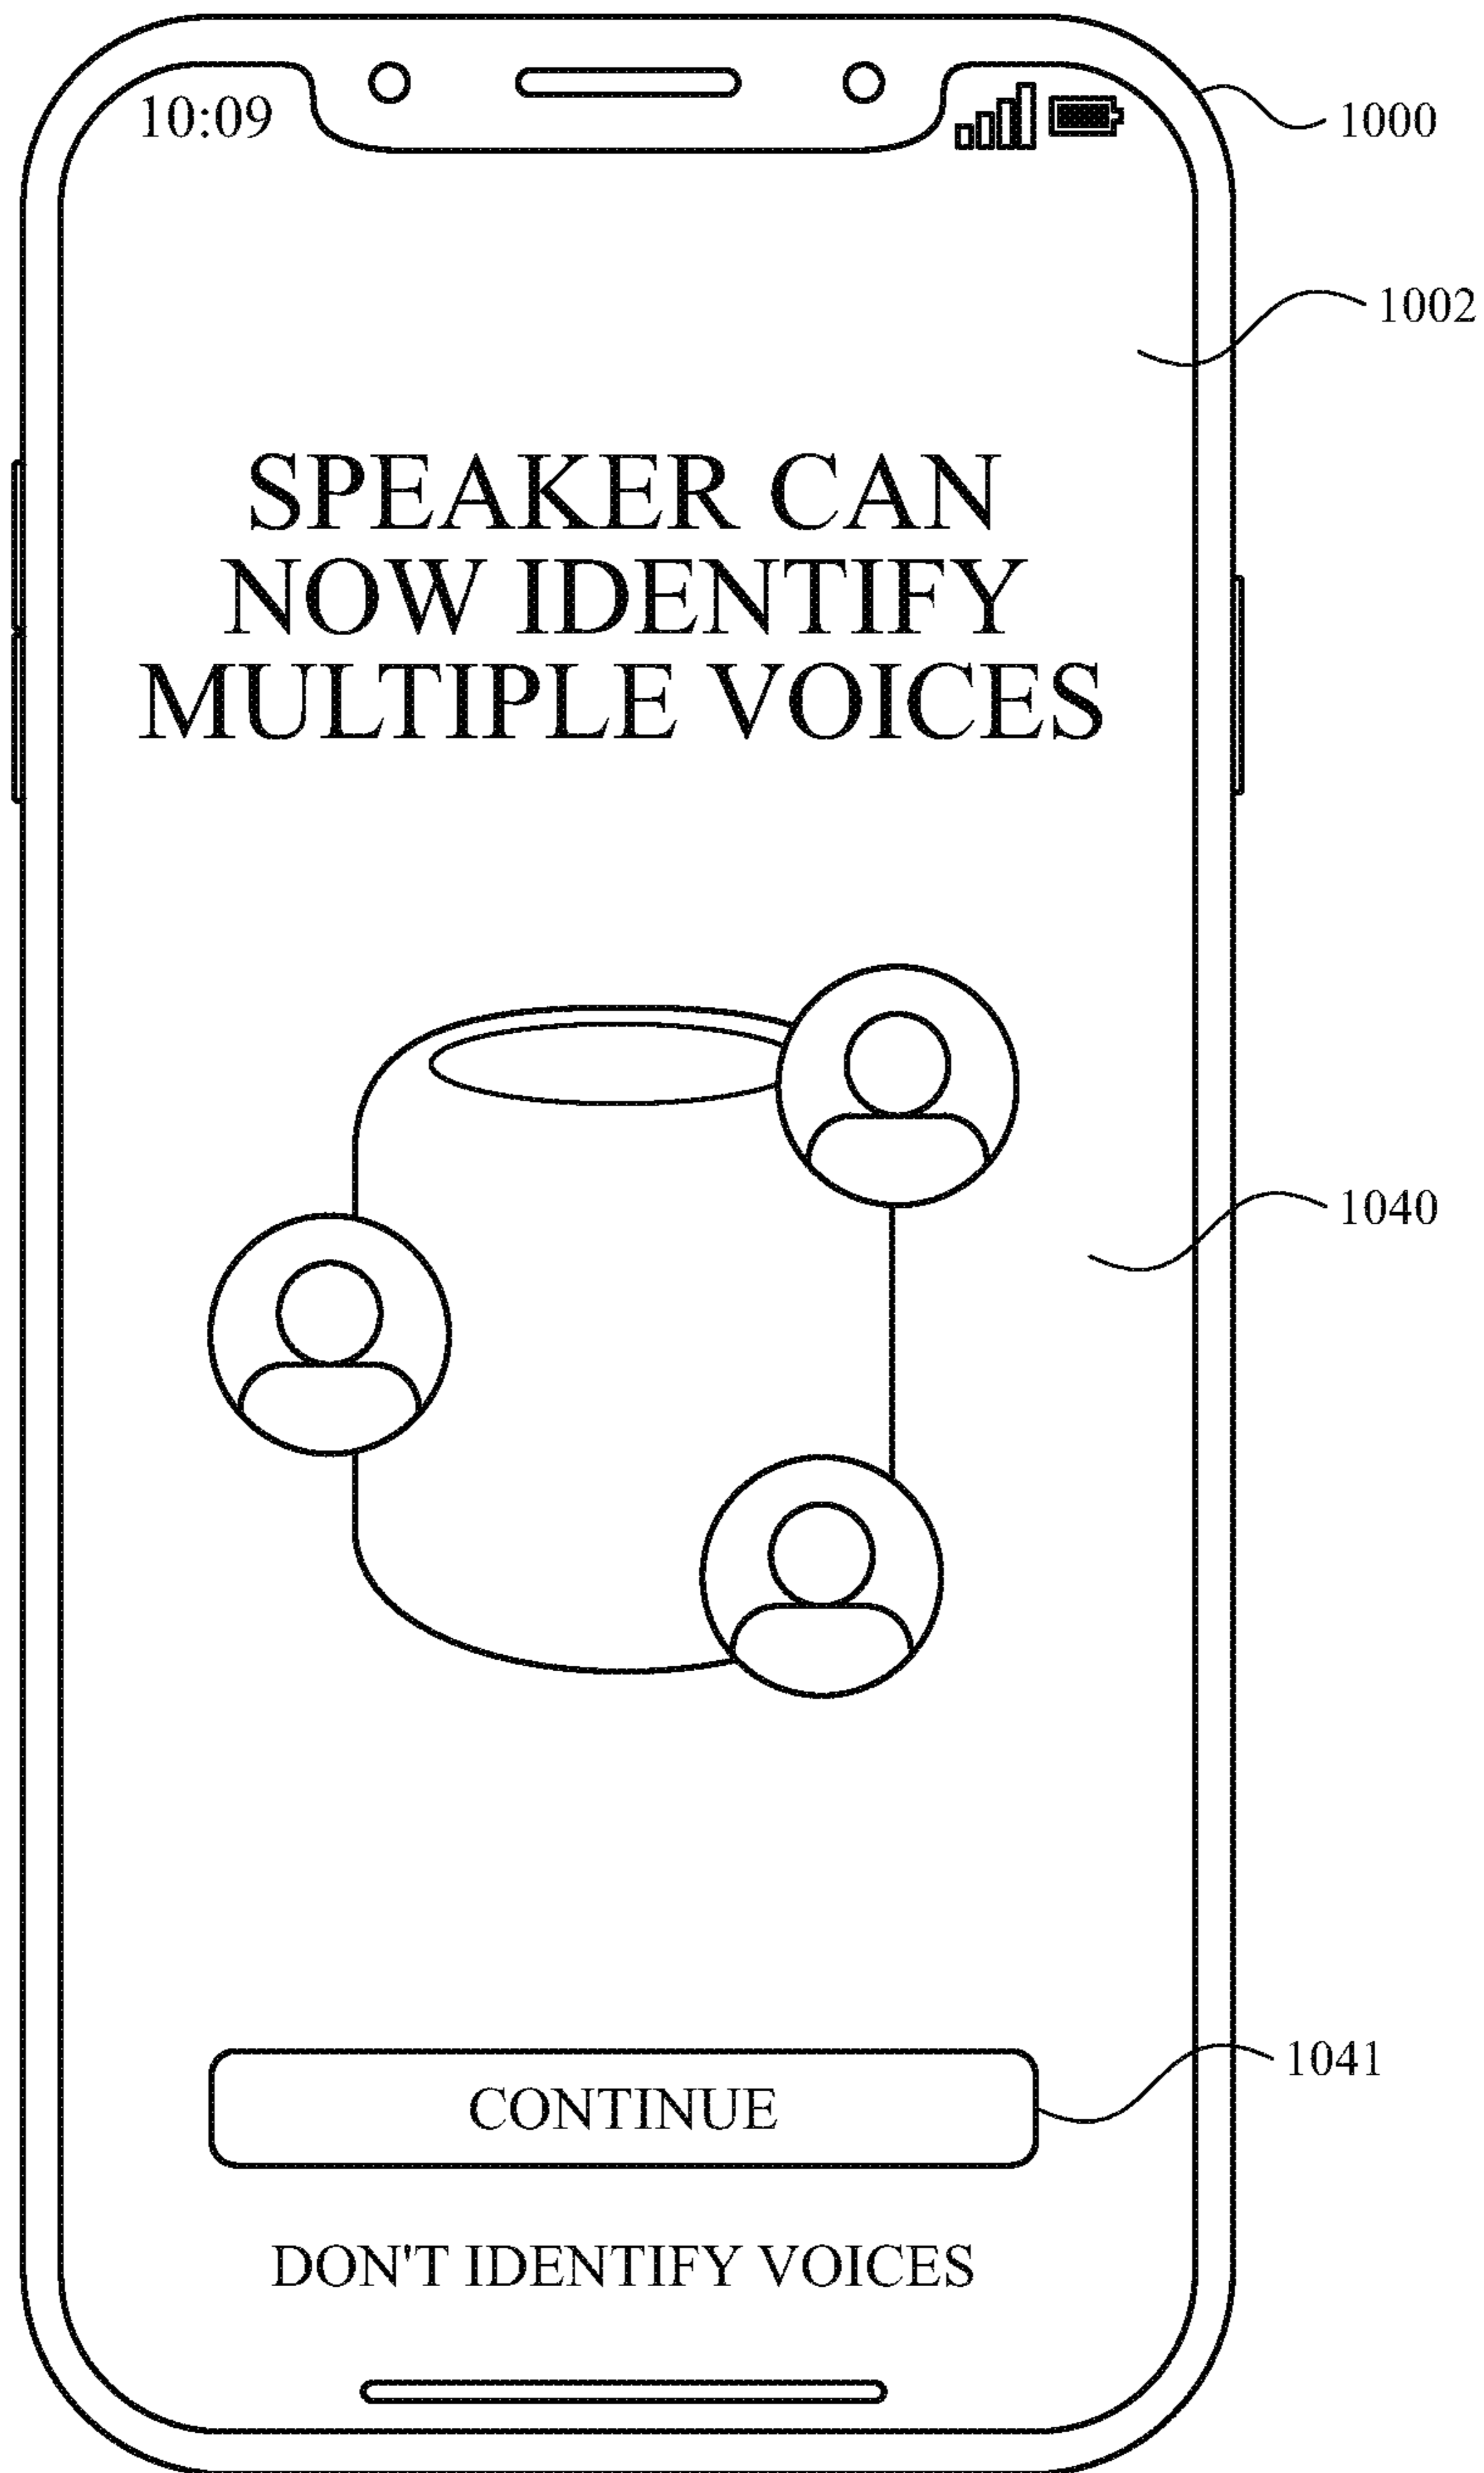 10:09
1000
1002
SPEAKER CAN
NOW IDENTIFY
MULTIPLE VOICES
1040
1041
CONTINUE
DON'T IDENTIFY VOICES